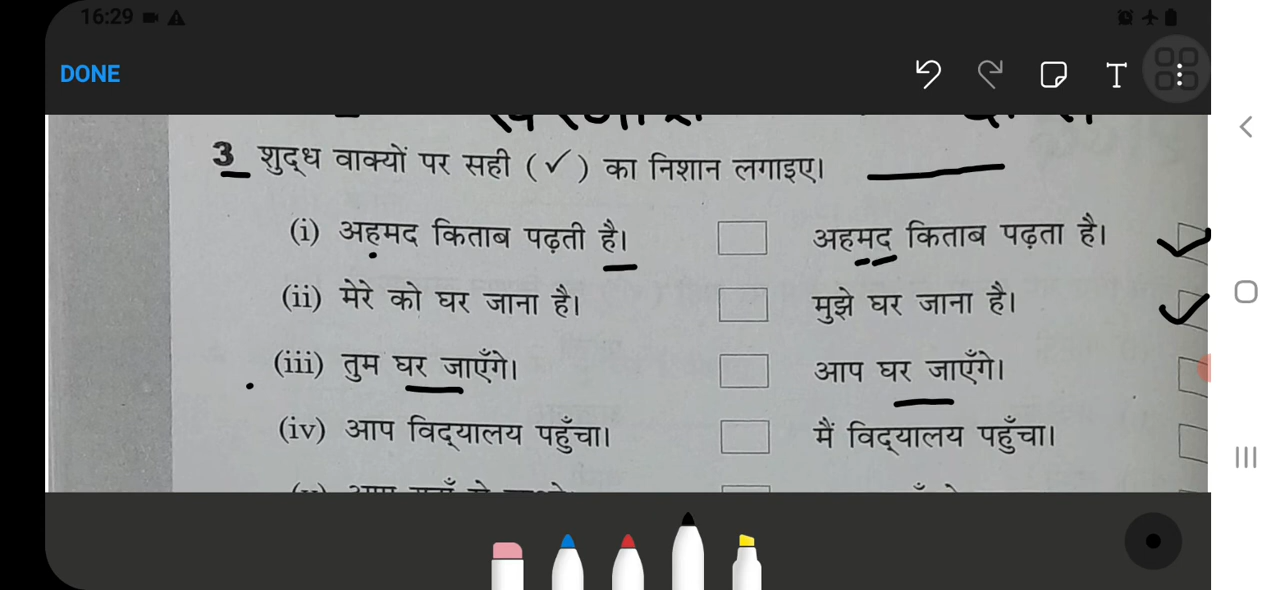 16:29
DONE
T
3 शुद्ध वाक्यों पर सही (✓) का निशान लगाइए।
(i) अहमद किताब पढ़ती है। अहमद किताब पढ़ता है।
(ii) मेरे को घर जाना है। मुझे घर जाना है।
(iii) तुम घर जाएँगे। आप घर जाएँगे।
(iv) आप विद्यालय पहुँचा। मैं विद्यालय पहुँचा।